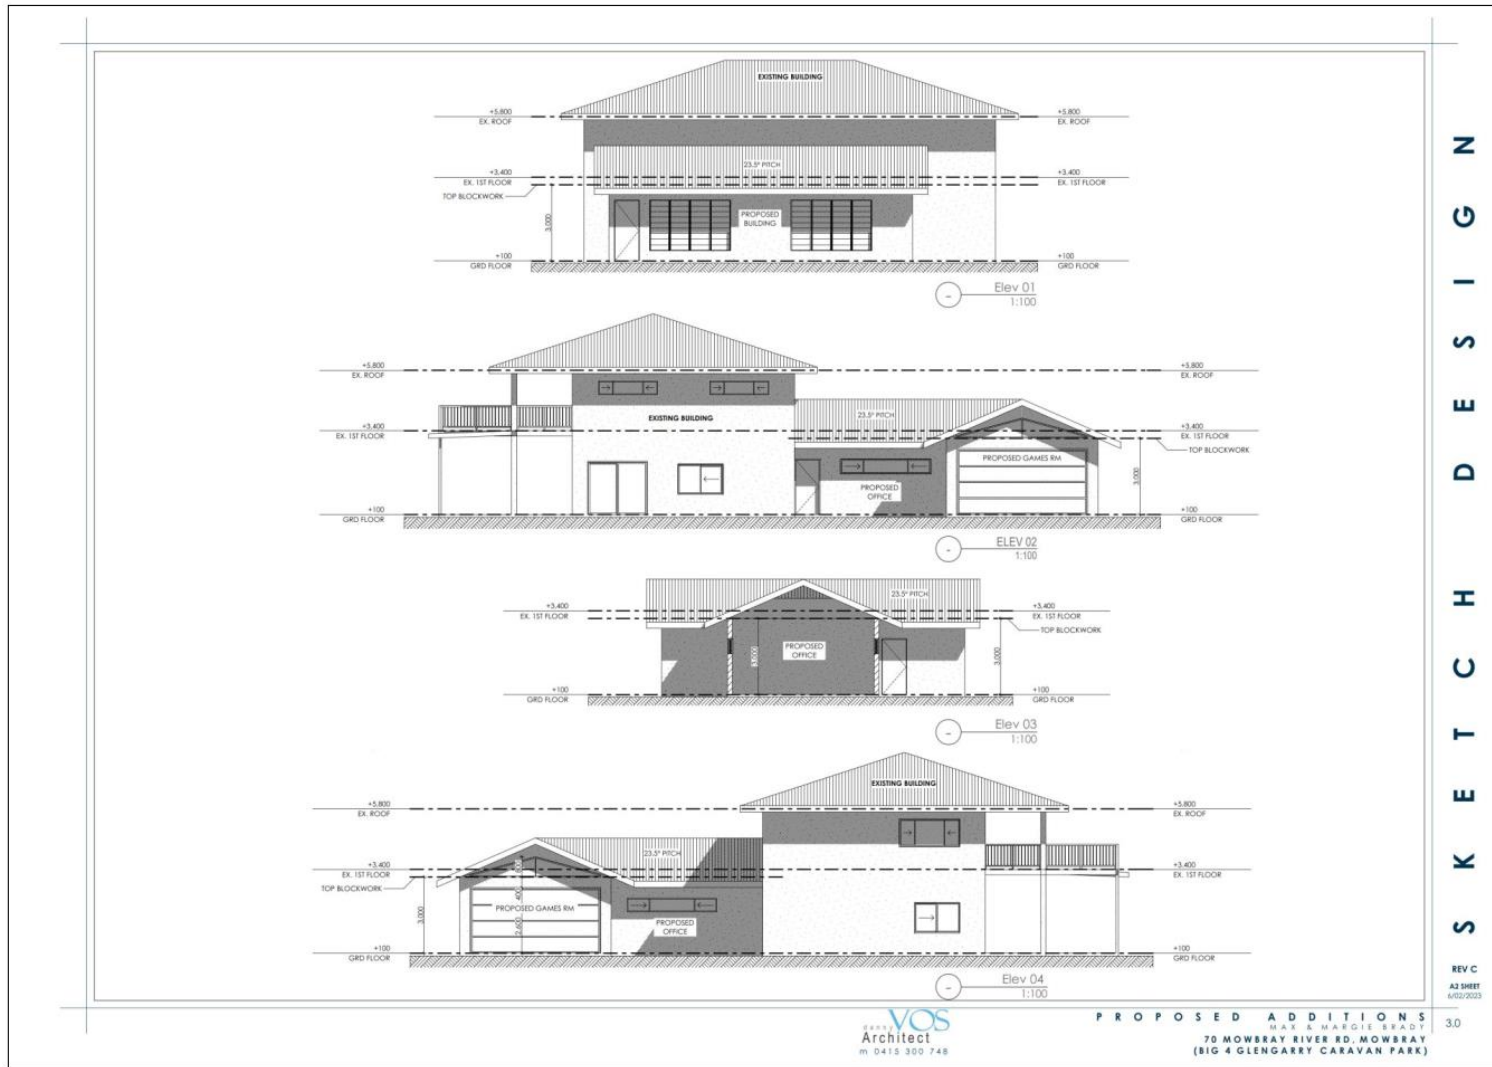 EXISTING BUILDING
+5,800
EX. ROOF
+5,800
EX. ROOF
23.5° PITCH
+3,400
EX. 1ST FLOOR
+3,400
EX. 1ST FLOOR
TOP BLOCKWORK
3,000
PROPOSED
BUILDING
+100
GRD FLOOR
+100
GRD FLOOR
-
Elev 01
1:100
+5,800
EX. ROOF
+5,800
EX. ROOF
EXISTING BUILDING
23.5° PITCH
+3,400
EX. 1ST FLOOR
+3,400
EX. 1ST FLOOR
TOP BLOCKWORK
PROPOSED GAMES RM
3,000
PROPOSED
OFFICE
+100
GRD FLOOR
+100
GRD FLOOR
-
ELEV 02
1:100
23.5° PITCH
+3,400
EX. 1ST FLOOR
+3,400
EX. 1ST FLOOR
TOP BLOCKWORK
PROPOSED
OFFICE
3,000
3,000
+100
GRD FLOOR
+100
GRD FLOOR
-
Elev 03
1:100
EXISTING BUILDING
+5,800
EX. ROOF
+5,800
EX. ROOF
23.5° PITCH
+3,400
EX. 1ST FLOOR
+3,400
EX. 1ST FLOOR
TOP BLOCKWORK
400
PROPOSED GAMES RM
3,000
2,600
PROPOSED
OFFICE
+100
GRD FLOOR
+100
GRD FLOOR
-
Elev 04
1:100
SKETCH DESIGN
REV C
A2 SHEET
6/02/2023
3.0
danny VOS
Architect
m 0415 300 748
PROPOSED ADDITIONS
MAX & MARGIE BRADY
70 MOWBRAY RIVER RD, MOWBRAY
(BIG 4 GLENGARRY CARAVAN PARK)